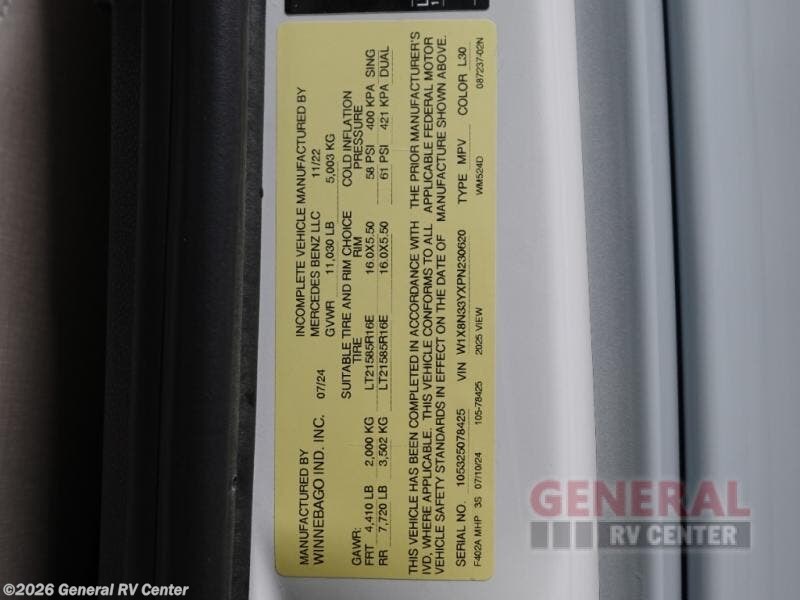 MANUFACTURED BY
WINNEBAGO IND. INC. 07/24
INCOMPLETE VEHICLE MANUFACTURED BY
MERCEDES BENZ LLC 11/22
GVWR 11,030 LB 5,003 KG
SUITABLE TIRE AND RIM CHOICE
GAWR: TIRE RIM COLD INFLATION PRESSURE
FRT 4,410 LB 2,000 KG LT21585R16E 16.0X5.50 58 PSI 400 KPA SING
RR 7,720 LB 3,502 KG LT21585R16E 16.0X5.50 61 PSI 421 KPA DUAL
THIS VEHICLE HAS BEEN COMPLETED IN ACCORDANCE WITH THE PRIOR MANUFACTURER'S
IVD, WHERE APPLICABLE. THIS VEHICLE CONFORMS TO ALL APPLICABLE FEDERAL MOTOR
VEHICLE SAFETY STANDARDS IN EFFECT ON THE DATE OF MANUFACTURE SHOWN ABOVE.
SERIAL NO. 105325078425 VIN W1X8N33YXPN230620 TYPE MPV COLOR L30
F402A MHP 3S 07/10/24 105-78425 2025 VIEW WM524D 087237-02N
GENERAL
RV CENTER
©2026 General RV Center